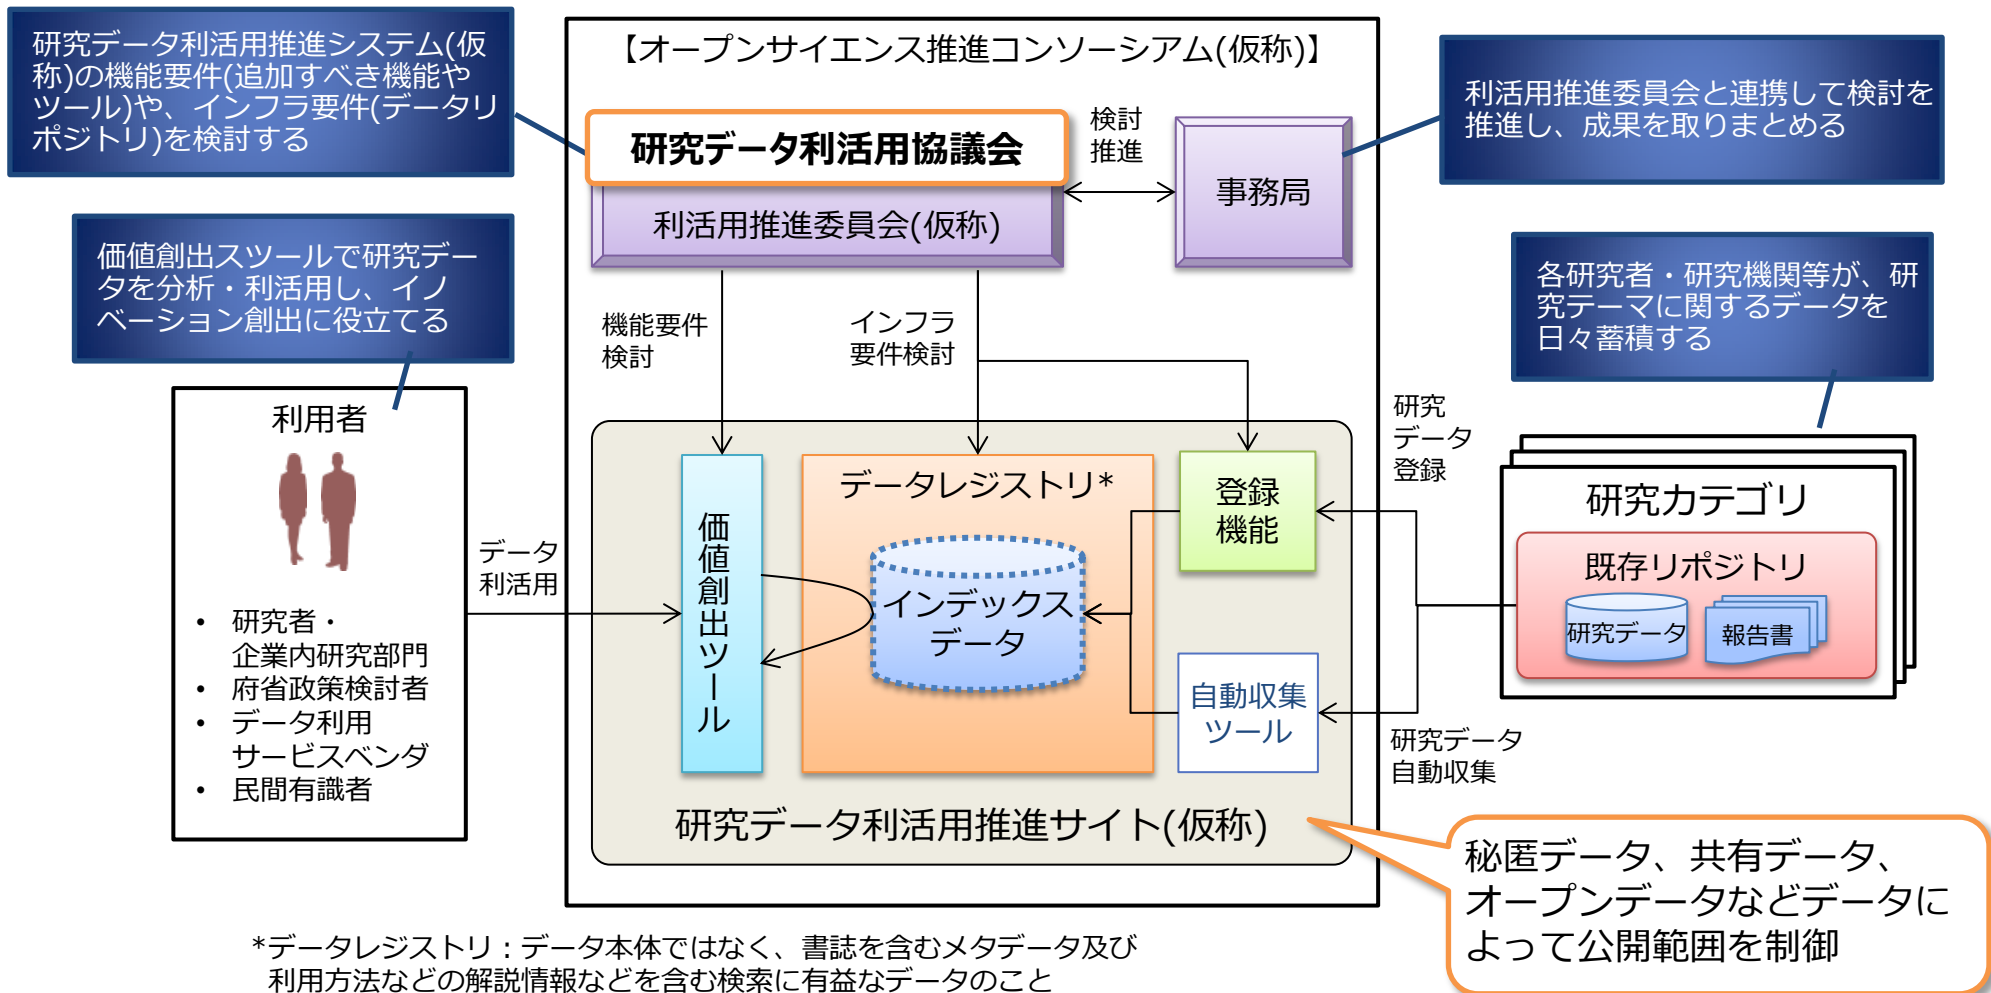 研究データ利活用推進システム(仮
称)の機能要件(追加すべき機能や
ツール)や、インフラ要件(データリ
ポジトリ)を検討する
【オープンサイエンス推進コンソーシアム(仮称)】
研究データ利活用協議会
利活用推進委員会(仮称)
検討
推進
事務局
利活用推進委員会と連携して検討を
推進し、成果を取りまとめる
価値創出スツールで研究デー
タを分析・利活用し、イノ
ベーション創出に役立てる
各研究者・研究機関等が、研
究テーマに関するデータを
日々蓄積する
機能要件
検討
インフラ
要件検討
利用者
• 研究者・
企業内研究部門
• 府省政策検討者
• データ利用
サービスベンダ
• 民間有識者
データ
利活用
価値創出ツール
データレジストリ*
インデックス
データ
登録
機能
自動収集
ツール
研究データ利活用推進サイト(仮称)
研究
データ
登録
研究データ
自動収集
研究カテゴリ
既存リポジトリ
研究データ
報告書
秘匿データ、共有データ、
オープンデータなどデータに
よって公開範囲を制御
*データレジストリ：データ本体ではなく、書誌を含むメタデータ及び
利用方法などの解説情報などを含む検索に有益なデータのこと